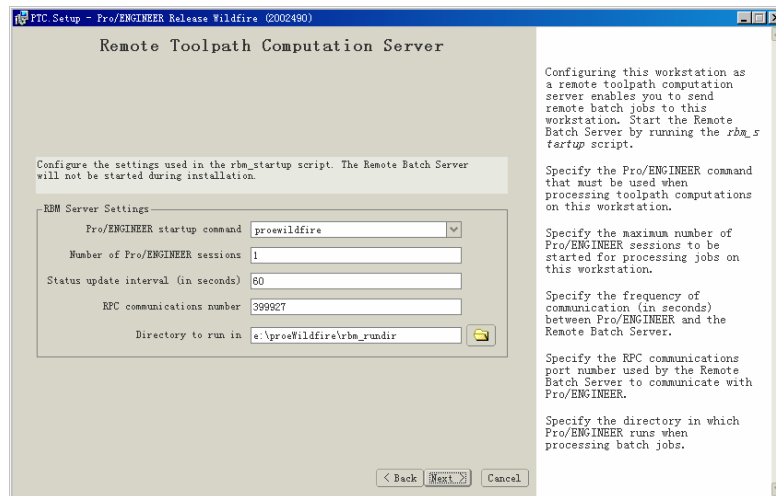 PTC.Setup - Pro/ENGINEER Release Wildfire (2002490)
Remote Toolpath Computation Server
Configure the settings used in the rbm_startup script. The Remote Batch Server
will not be started during installation.
RBM Server Settings
Pro/ENGINEER startup command proewildfire
Number of Pro/ENGINEER sessions 1
Status update interval (in seconds) 60
RPC communications number 399927
Directory to run in e:\proeWildfire\rbm_rundir
< Back Next > Cancel
Configuring this workstation as
a remote toolpath computation
server enables you to send
remote batch jobs to this
workstation. Start the Remote
Batch Server by running the rbm_s
tartup script.
Specify the Pro/ENGINEER command
that must be used when
processing toolpath computations
on this workstation.
Specify the maximum number of
Pro/ENGINEER sessions to be
started for processing jobs on
this workstation.
Specify the frequency of
communication (in seconds)
between Pro/ENGINEER and the
Remote Batch Server.
Specify the RPC communications
port number used by the Remote
Batch Server to communicate with
Pro/ENGINEER.
Specify the directory in which
Pro/ENGINEER runs when
processing batch jobs.